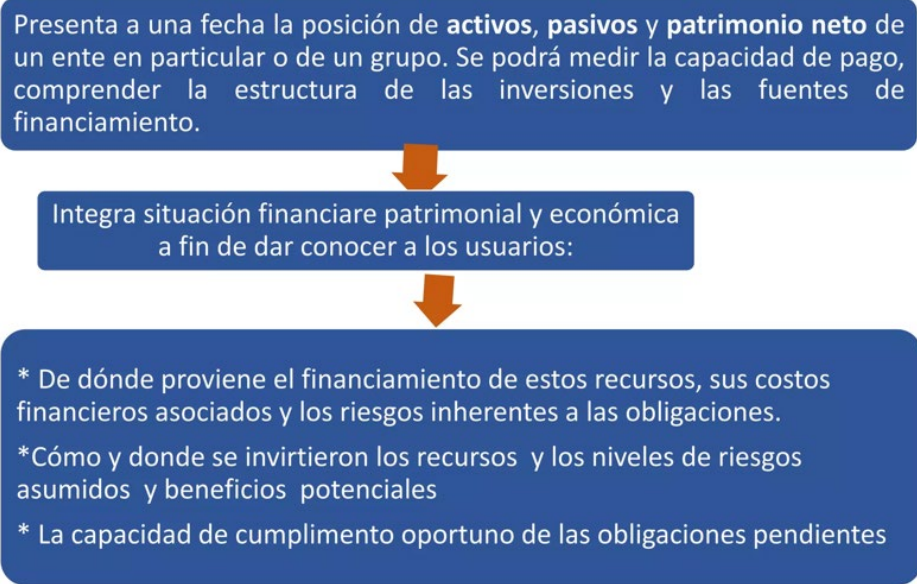 Presenta a una fecha la posición de activos, pasivos y patrimonio neto de
un ente en particular o de un grupo. Se podrá medir la capacidad de pago,
comprender la estructura de las inversiones y las fuentes de
financiamiento.
Integra situación financiare patrimonial y económica
a fin de dar conocer a los usuarios:
* De dónde proviene el financiamiento de estos recursos, sus costos
financieros asociados y los riesgos inherentes a las obligaciones.
*Cómo y donde se invirtieron los recursos y los niveles de riesgos
asumidos y beneficios potenciales
* La capacidad de cumplimento oportuno de las obligaciones pendientes